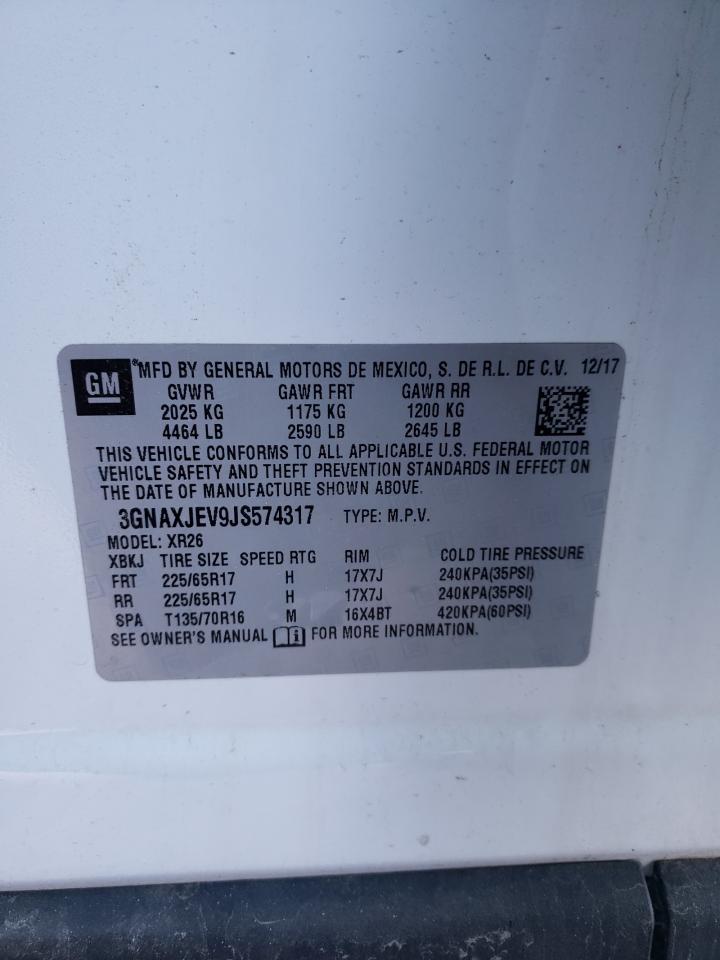 GM ® MFD BY GENERAL MOTORS DE MEXICO, S. DE R.L. DE C.V. 12/17
GVWR GAWR FRT GAWR RR
2025 KG 1175 KG 1200 KG
4464 LB 2590 LB 2645 LB
THIS VEHICLE CONFORMS TO ALL APPLICABLE U.S. FEDERAL MOTOR
VEHICLE SAFETY AND THEFT PREVENTION STANDARDS IN EFFECT ON
THE DATE OF MANUFACTURE SHOWN ABOVE.
3GNAXJEV9JS574317 TYPE: M.P.V.
MODEL: XR26
XBKJ TIRE SIZE SPEED RTG RIM COLD TIRE PRESSURE
FRT 225/65R17 H 17X7J 240KPA(35PSI)
RR 225/65R17 H 17X7J 240KPA(35PSI)
SPA T135/70R16 M 16X4BT 420KPA(60PSI)
SEE OWNER'S MANUAL i FOR MORE INFORMATION.